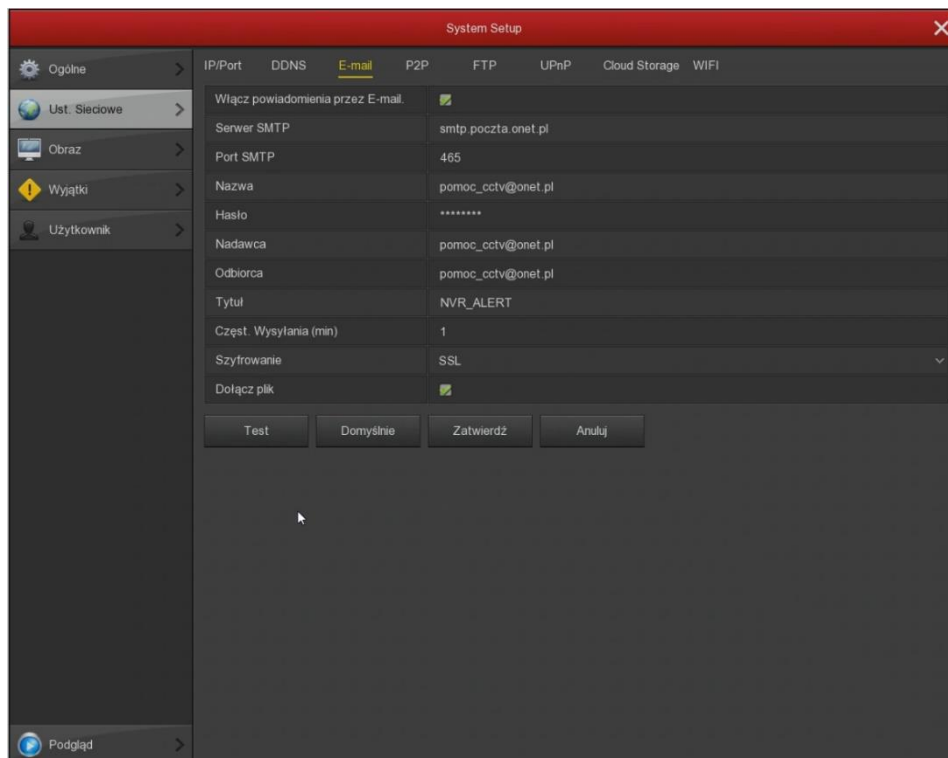 System Setup
Ogólne
Ust. Sieciowe
Obraz
Wyjątki
Użytkownik
Podgląd
IP/Port DDNS E-mail P2P FTP UPnP Cloud Storage WIFI
Włącz powiadomienia przez E-mail.
Serwer SMTP smtp.poczta.onet.pl
Port SMTP 465
Nazwa pomoc_cctv@onet.pl
Hasło ********
Nadawca pomoc_cctv@onet.pl
Odbiorca pomoc_cctv@onet.pl
Tytuł NVR_ALERT
Częst. Wysyłania (min) 1
Szyfrowanie SSL
Dołącz plik
Test Domyślnie Zatwierdź Anuluj